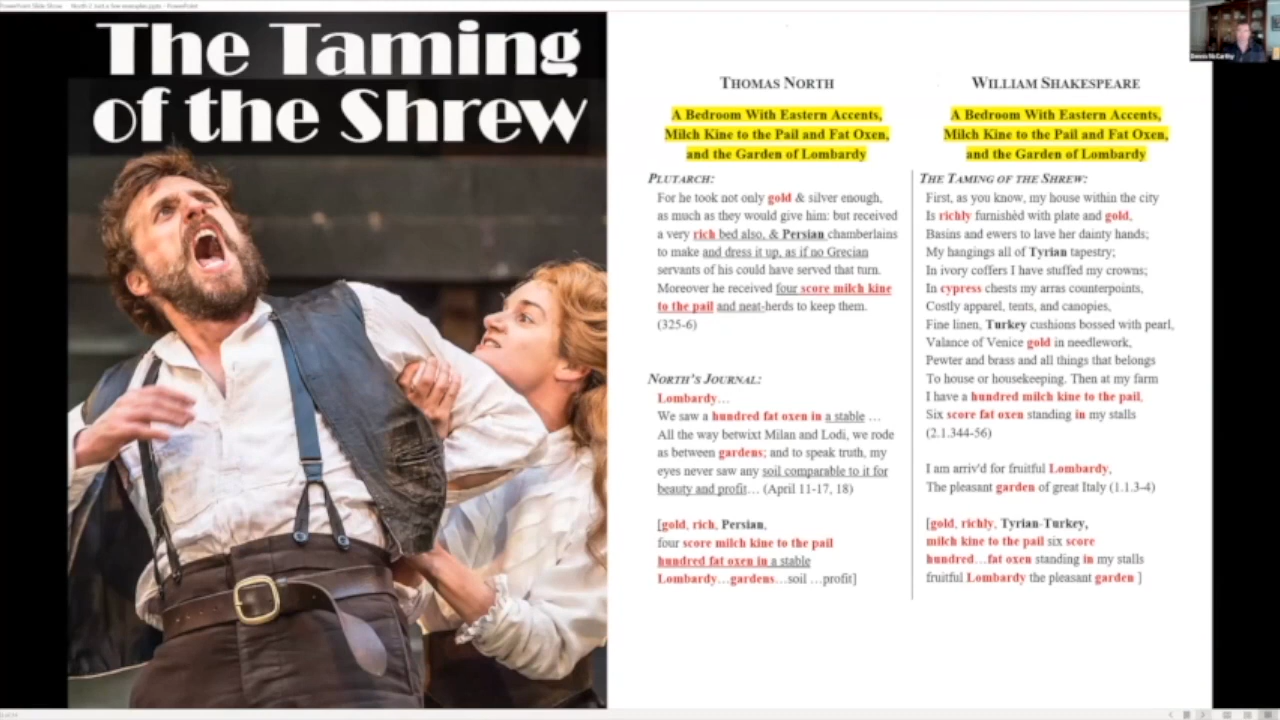 PowerPoint Slide Show - North // Just a few examples.pptx - PowerPoint
The Taming
of the Shrew
Dennis McCarthy
THOMAS NORTH
A Bedroom With Eastern Accents,
Milch Kine to the Pail and Fat Oxen,
and the Garden of Lombardy
PLUTARCH:
For he took not only gold & silver enough,
as much as they would give him: but received
a very rich bed also, & Persian chamberlains
to make and dress it up, as if no Grecian
servants of his could have served that turn.
Moreover he received four score milch kine
to the pail and neat-herds to keep them.
(325-6)
NORTH'S JOURNAL:
Lombardy…
We saw a hundred fat oxen in a stable …
All the way betwixt Milan and Lodi, we rode
as between gardens; and to speak truth, my
eyes never saw any soil comparable to it for
beauty and profit… (April 11-17, 18)
[gold, rich, Persian,
four score milch kine to the pail
hundred fat oxen in a stable
Lombardy…gardens…soil …profit]
WILLIAM SHAKESPEARE
A Bedroom With Eastern Accents,
Milch Kine to the Pail and Fat Oxen,
and the Garden of Lombardy
THE TAMING OF THE SHREW:
First, as you know, my house within the city
Is richly furnishèd with plate and gold,
Basins and ewers to lave her dainty hands;
My hangings all of Tyrian tapestry;
In ivory coffers I have stuffed my crowns;
In cypress chests my arras counterpoints,
Costly apparel, tents, and canopies,
Fine linen, Turkey cushions bossed with pearl,
Valance of Venice gold in needlework,
Pewter and brass and all things that belongs
To house or housekeeping. Then at my farm
I have a hundred milch kine to the pail,
Six score fat oxen standing in my stalls
(2.1.344-56)
I am arriv'd for fruitful Lombardy,
The pleasant garden of great Italy (1.1.3-4)
[gold, richly, Tyrian-Turkey,
milch kine to the pail six score
hundred…fat oxen standing in my stalls
fruitful Lombardy the pleasant garden ]